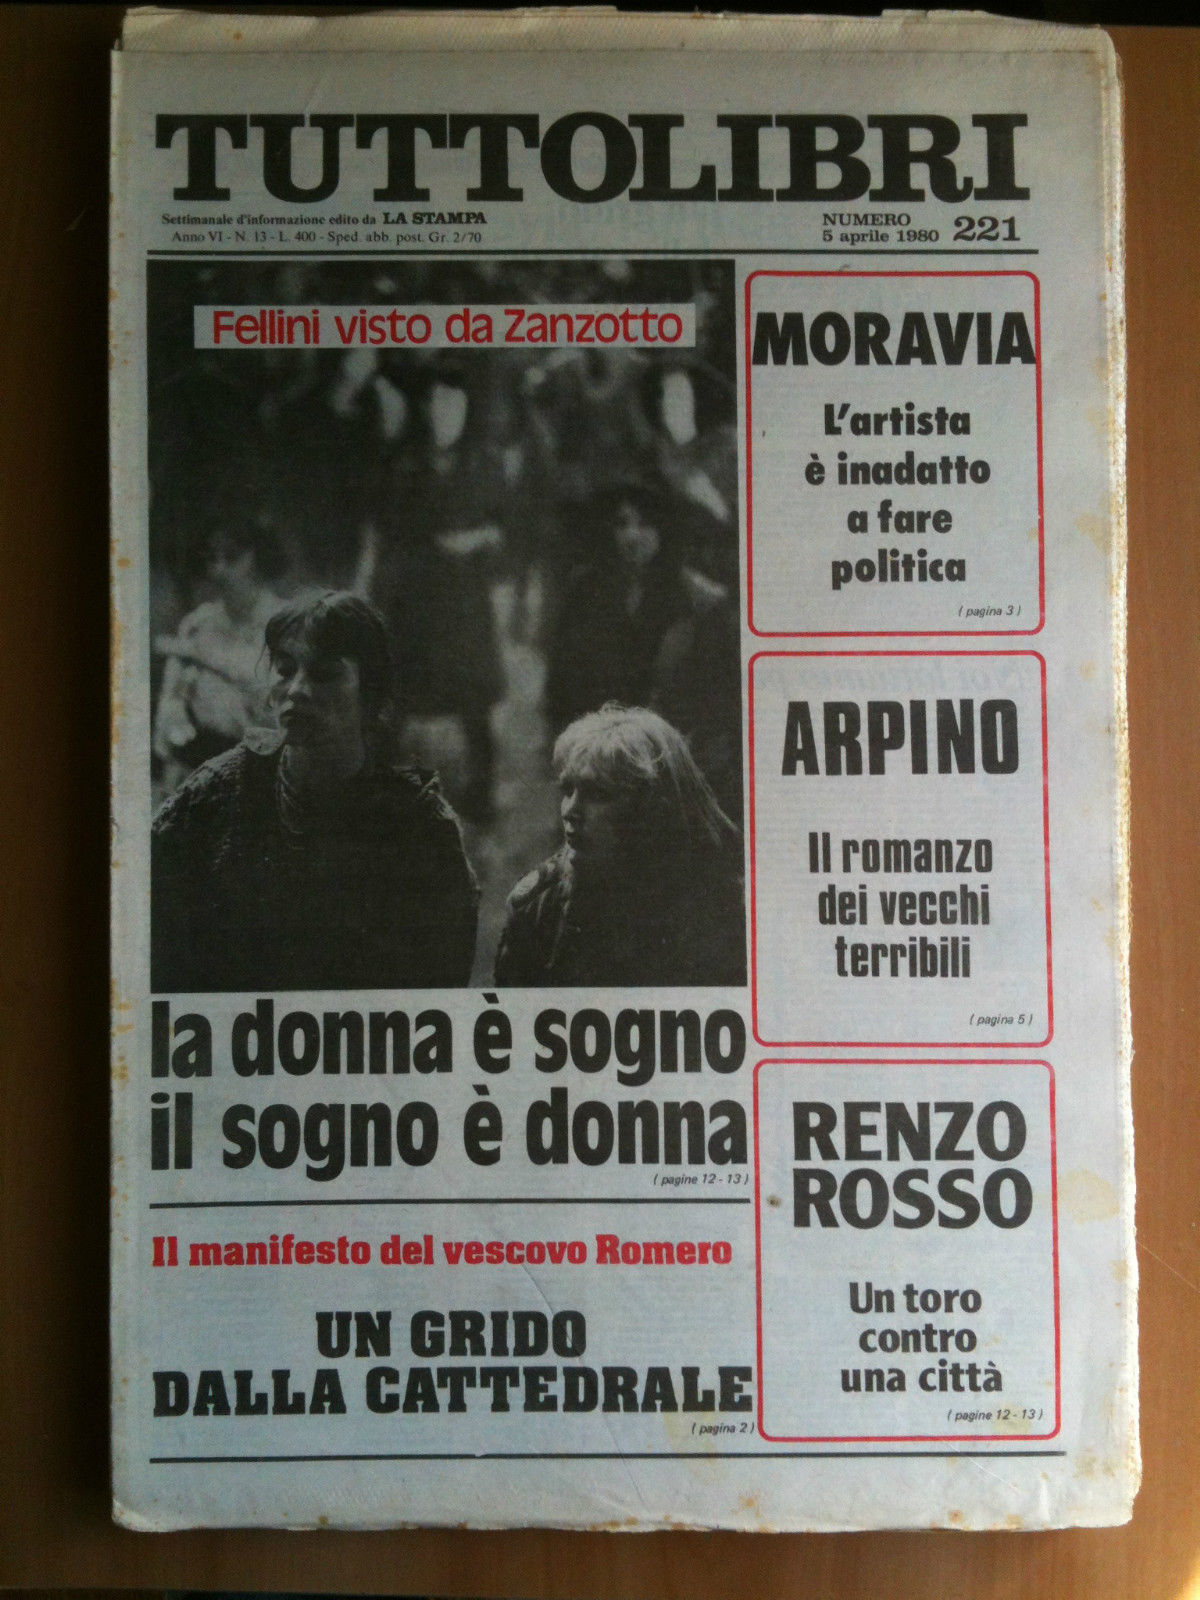 TUTTOLIBRI
Settimanale d'informazione edito da LA STAMPA
Anno VI - N. 13 - L. 400 - Sped. abb. post. Gr. 2/70
NUMERO
5 aprile 1980 221
Fellini visto da Zanzotto
la donna è sogno
il sogno è donna
( pagine 12 - 13 )
Il manifesto del vescovo Romero
UN GRIDO
DALLA CATTEDRALE
( pagina 2 )
MORAVIA
L'artista
è inadatto
a fare
politica
( pagina 3 )
ARPINO
Il romanzo
dei vecchi
terribili
( pagina 5 )
RENZO
ROSSO
Un toro
contro
una città
( pagine 12 - 13 )